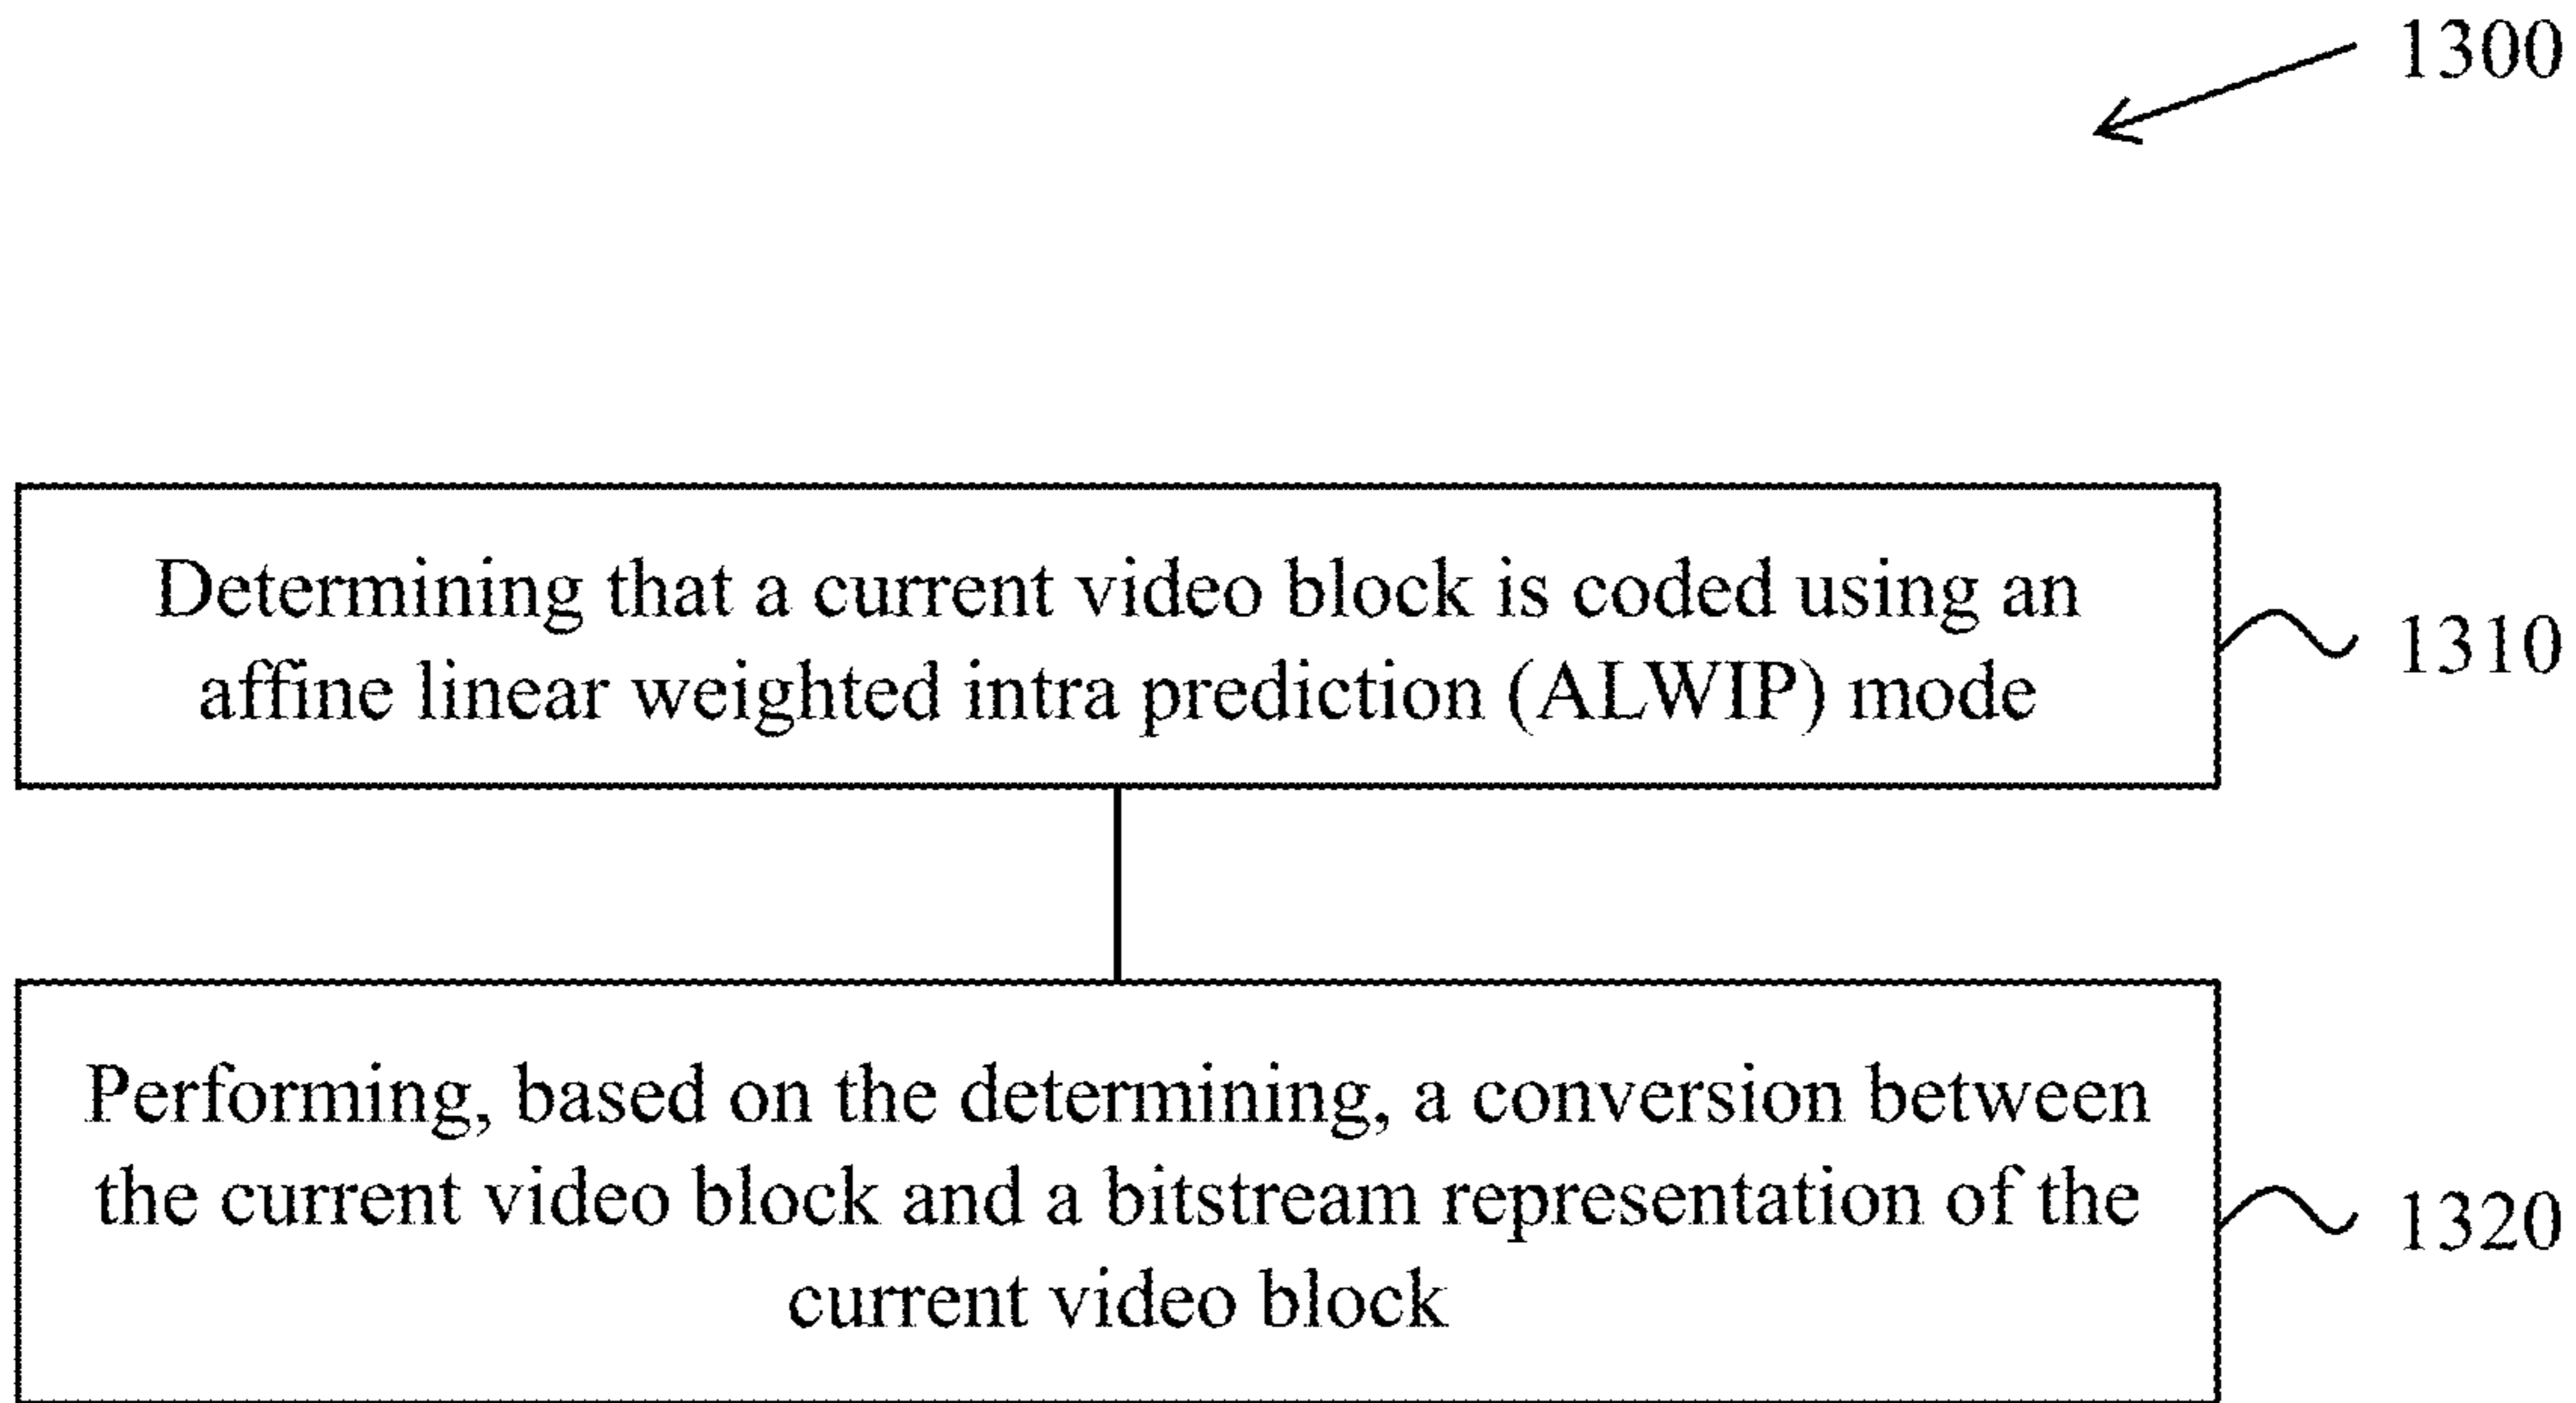 1300
Determining that a current video block is coded using an
affine linear weighted intra prediction (ALWIP) mode
1310
Performing, based on the determining, a conversion between
the current video block and a bitstream representation of the
current video block
1320